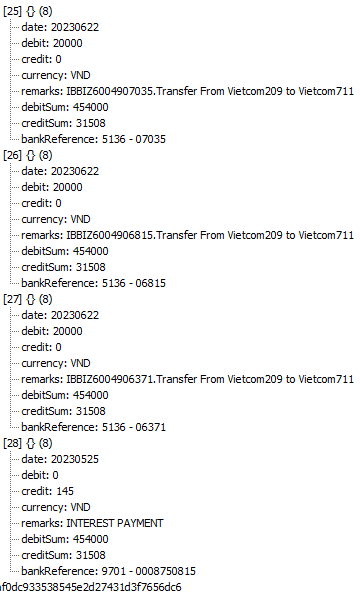 [25] {} (8)
date: 20230622
debit: 20000
credit: 0
currency: VND
remarks: IBBIZ6004907035.Transfer From Vietcom209 to Vietcom711
debitSum: 454000
creditSum: 31508
bankReference: 5136 - 07035
[26] {} (8)
date: 20230622
debit: 20000
credit: 0
currency: VND
remarks: IBBIZ6004906815.Transfer From Vietcom209 to Vietcom711
debitSum: 454000
creditSum: 31508
bankReference: 5136 - 06815
[27] {} (8)
date: 20230622
debit: 20000
credit: 0
currency: VND
remarks: IBBIZ6004906371.Transfer From Vietcom209 to Vietcom711
debitSum: 454000
creditSum: 31508
bankReference: 5136 - 06371
[28] {} (8)
date: 20230525
debit: 0
credit: 145
currency: VND
remarks: INTEREST PAYMENT
debitSum: 454000
creditSum: 31508
bankReference: 9701 - 0008750815
af0dc933538545e2d27431d3f7656dc6